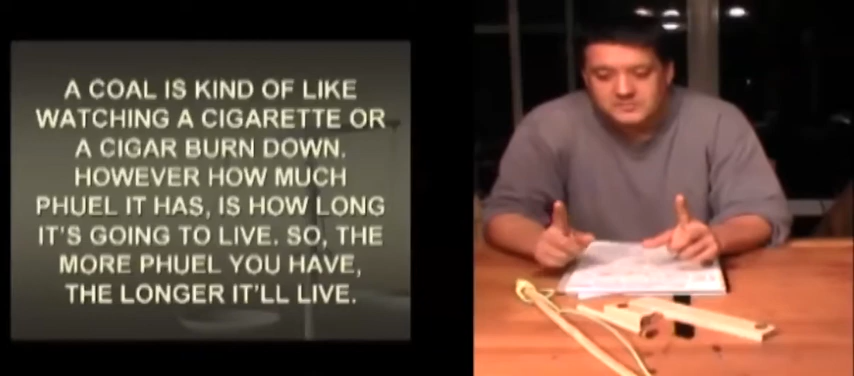 A COAL IS KIND OF LIKE
WATCHING A CIGARETTE OR
A CIGAR BURN DOWN.
HOWEVER HOW MUCH
PHUEL IT HAS, IS HOW LONG
IT'S GOING TO LIVE. SO, THE
MORE PHUEL YOU HAVE,
THE LONGER IT'LL LIVE.